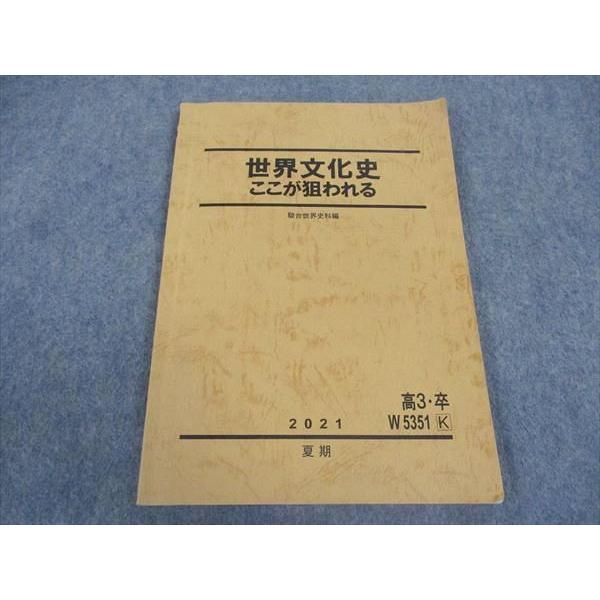 世界文化史
ここが狙われる
駿台世界史科編
高3・卒
2021 W5351 K
夏期